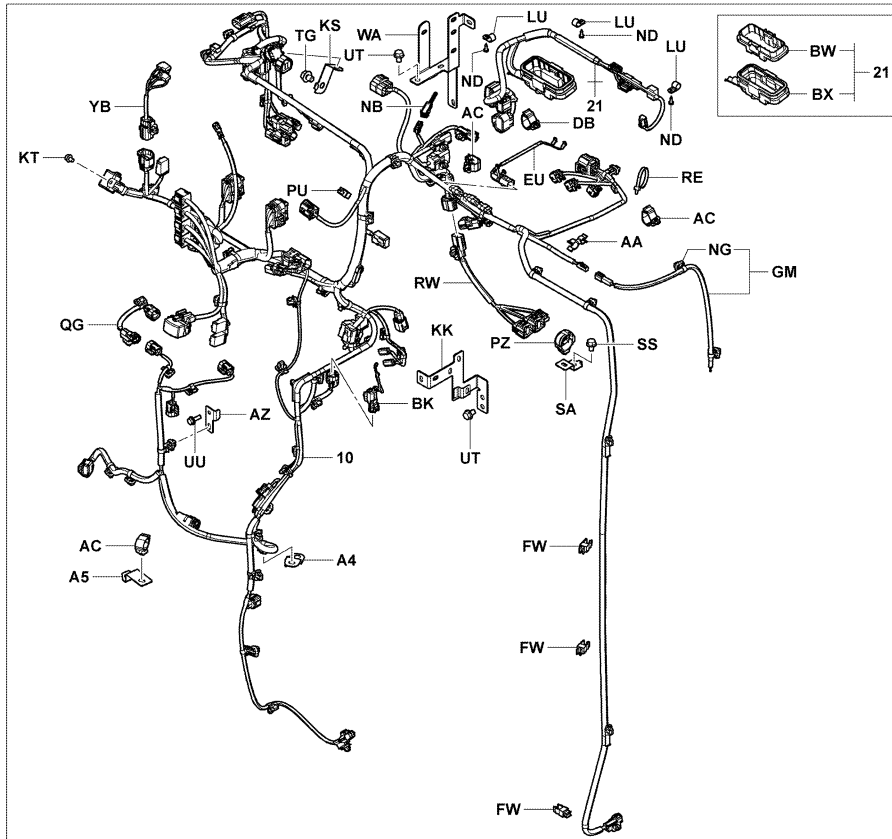 KS
WA
LU
LU
TG
UT
ND
LU
BW
ND
21
21
BX
YB
NB
AC
DB
ND
KT
EU
RE
PU
AC
AA
NG
RW
GM
QG
KK
PZ
SS
AZ
BK
SA
UU
10
UT
AC
A4
FW
A5
FW
FW